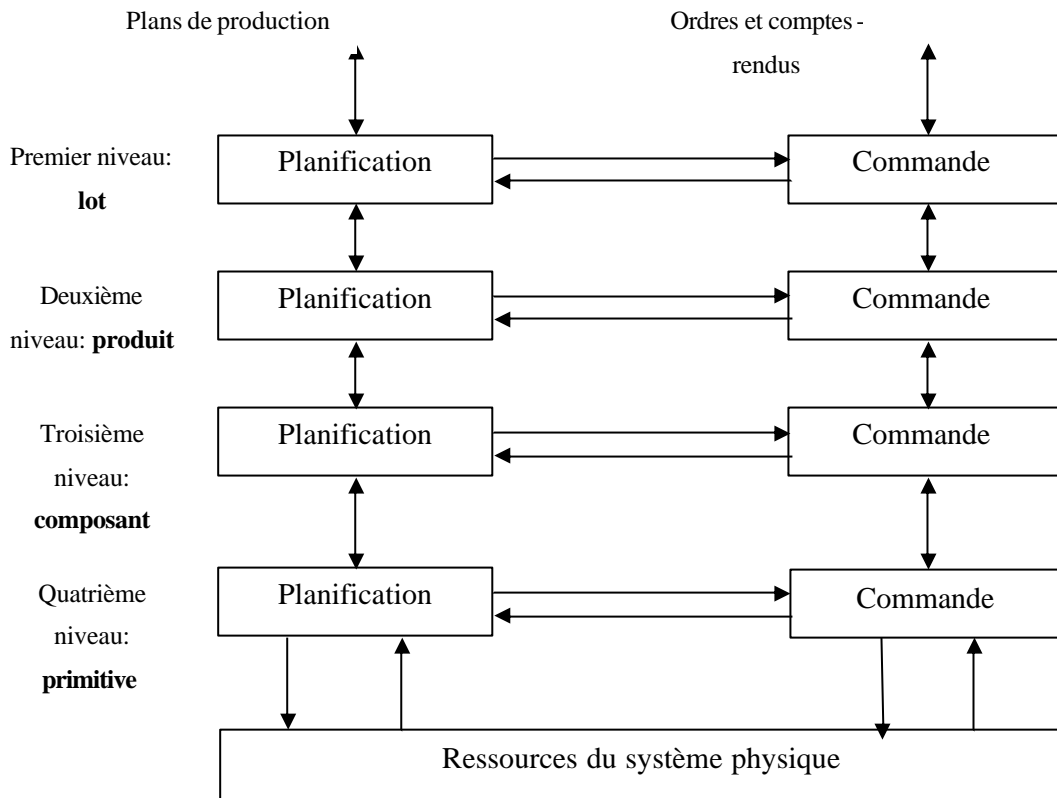 Plans de production
Ordres et comptes-
rendus
Premier niveau:
lot
Planification
Commande
Deuxième
niveau: produit
Planification
Commande
Troisième
niveau:
composant
Planification
Commande
Quatrième
niveau:
primitive
Planification
Commande
Ressources du système physique